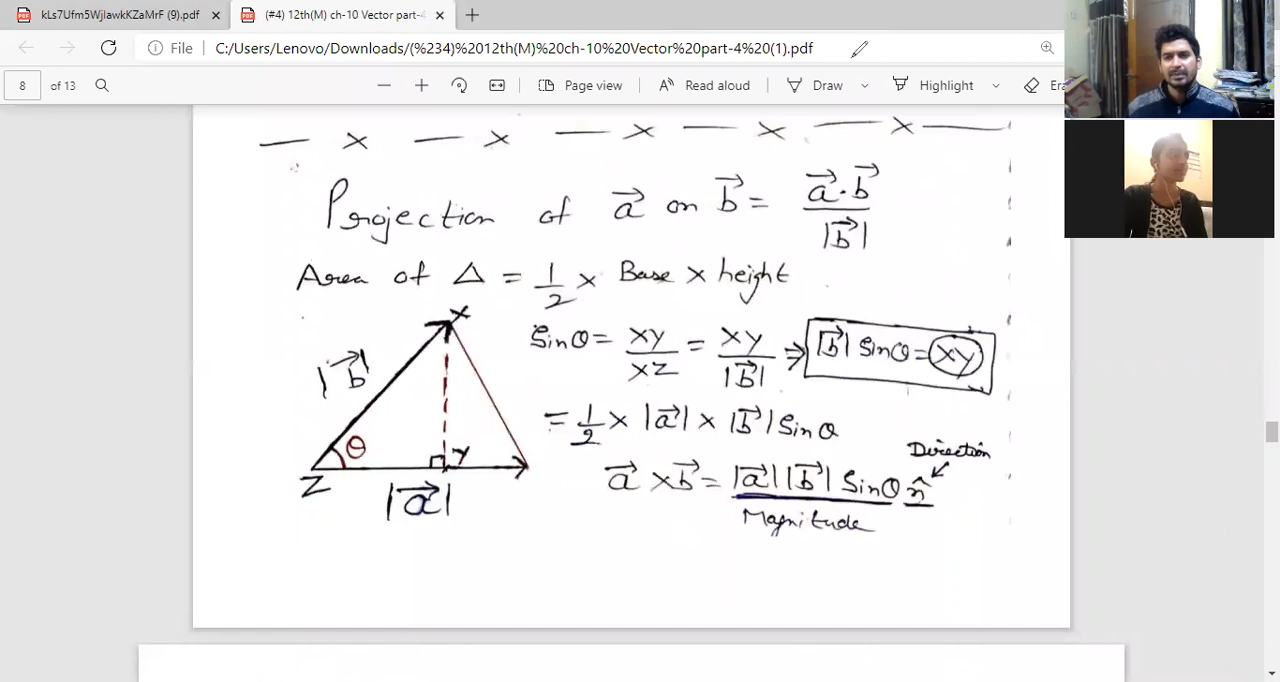 kLs7Ufm5WjlawkKZaMrF (9).pdf
(#4) 12th(M) ch-10 Vector part-4
File C:/Users/Lenovo/Downloads/(%234)%2012th(M)%20ch-10%20Vector%20part-4%20(1).pdf
8 of 13 Page view Read aloud Draw Highlight Era
— × — × — × — × — × —
Projection of a⃗ on b⃗ = a⃗·b⃗ / |b⃗|
Area of Δ = 1/2 × Base × height
X
|b⃗| Sinθ = XY/XZ = XY/|b⃗| ⇒ |b⃗| Sinθ = XY
= 1/2 × |a⃗| × |b⃗| Sinθ
θ Y Direction
Z a⃗ × b⃗ = |a⃗| |b⃗| Sinθ n̂
|a⃗| Magnitude